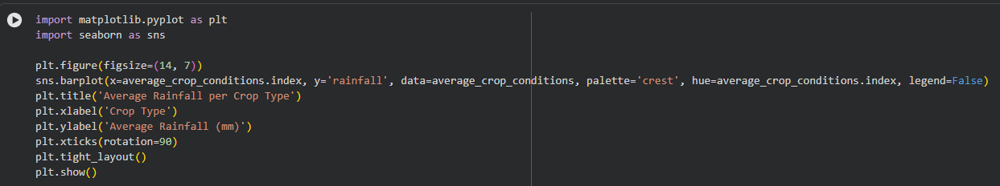 import matplotlib.pyplot as plt
import seaborn as sns
plt.figure(figsize=(14, 7))
sns.barplot(x=average_crop_conditions.index, y='rainfall', data=average_crop_conditions, palette='crest', hue=average_crop_conditions.index, legend=False)
plt.title('Average Rainfall per Crop Type')
plt.xlabel('Crop Type')
plt.ylabel('Average Rainfall (mm)')
plt.xticks(rotation=90)
plt.tight_layout()
plt.show()